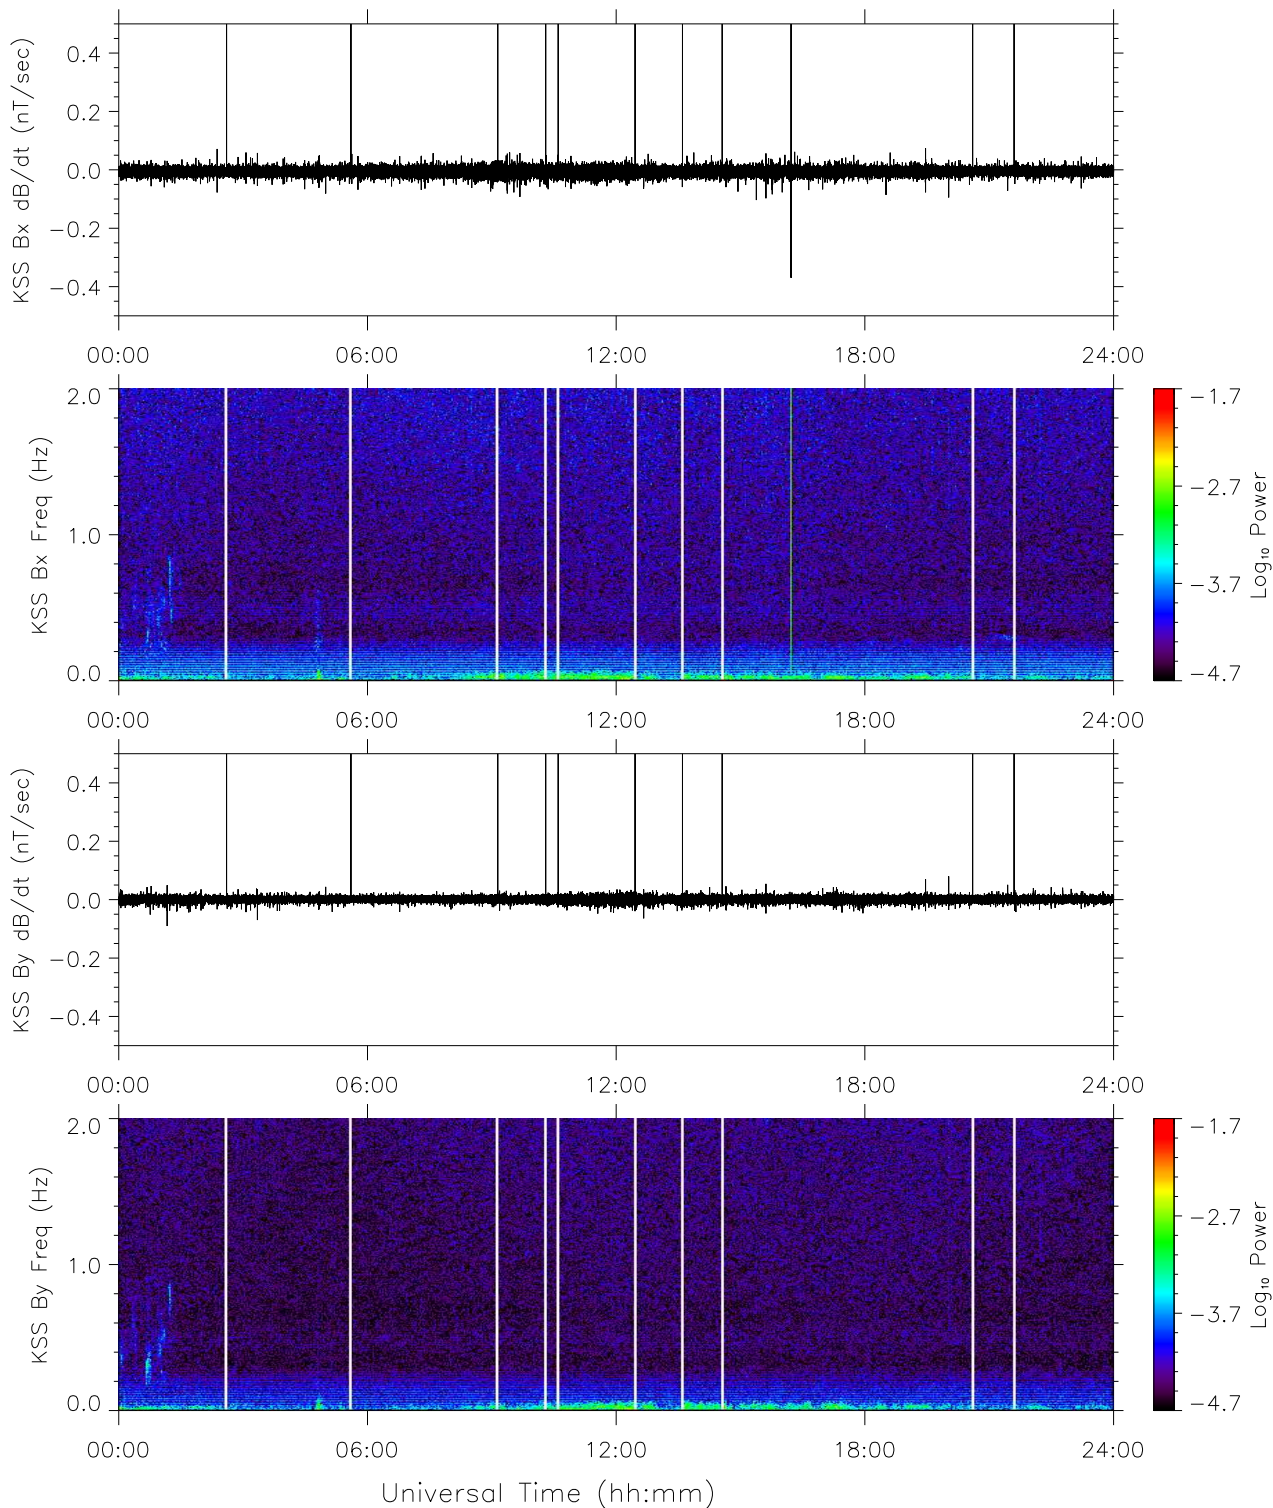 KSS Bx dB/dt (nT/sec)
0.4
0.2
0.0
−0.2
−0.4
00:00 06:00 12:00 18:00 24:00
KSS Bx Freq (Hz)
2.0
1.0
0.0
00:00 06:00 12:00 18:00 24:00
−1.7
−2.7
−3.7
−4.7
Log₁₀ Power
KSS By dB/dt (nT/sec)
0.4
0.2
0.0
−0.2
−0.4
00:00 06:00 12:00 18:00 24:00
KSS By Freq (Hz)
2.0
1.0
0.0
00:00 06:00 12:00 18:00 24:00
−1.7
−2.7
−3.7
−4.7
Log₁₀ Power
Universal Time (hh:mm)